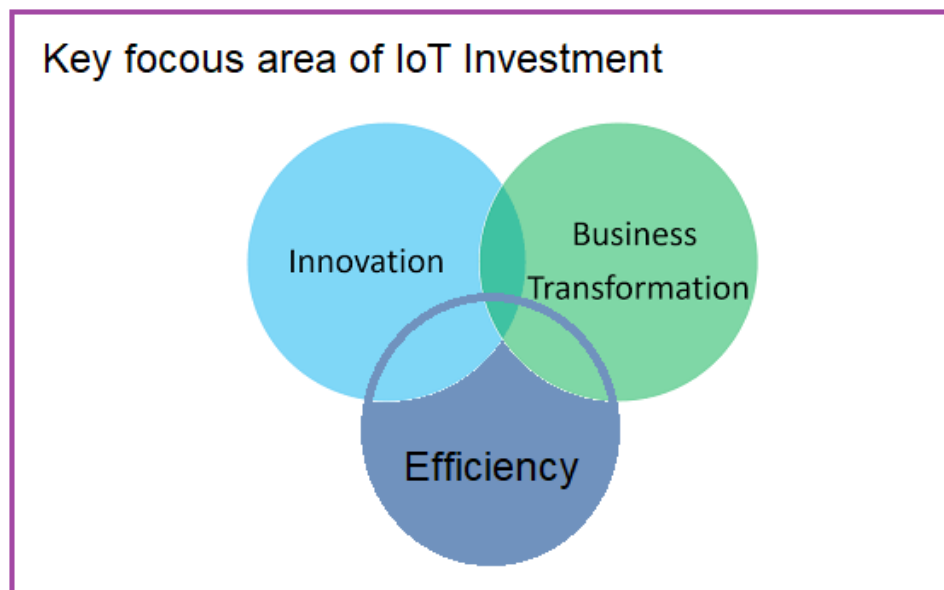 Key focous area of IoT Investment
Innovation
Business
Transformation
Efficiency